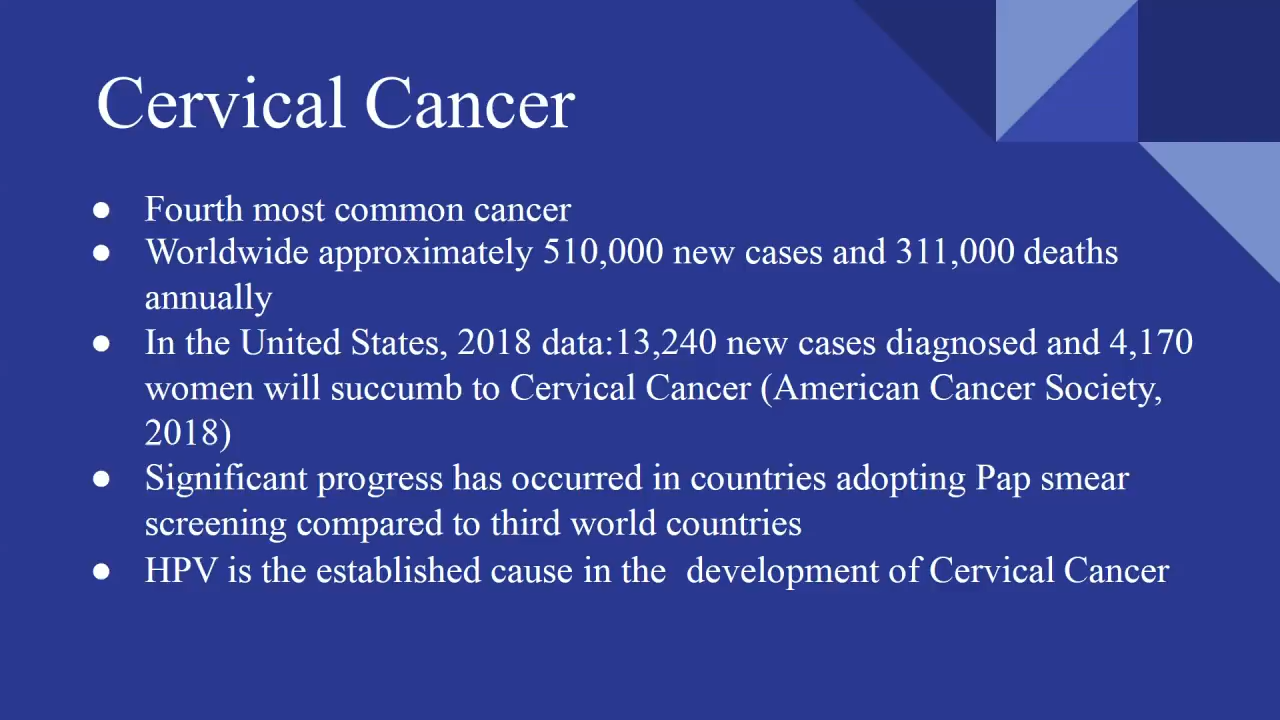 Cervical Cancer
● Fourth most common cancer
● Worldwide approximately 510,000 new cases and 311,000 deaths
annually
● In the United States, 2018 data:13,240 new cases diagnosed and 4,170
women will succumb to Cervical Cancer (American Cancer Society,
2018)
● Significant progress has occurred in countries adopting Pap smear
screening compared to third world countries
● HPV is the established cause in the  development of Cervical Cancer